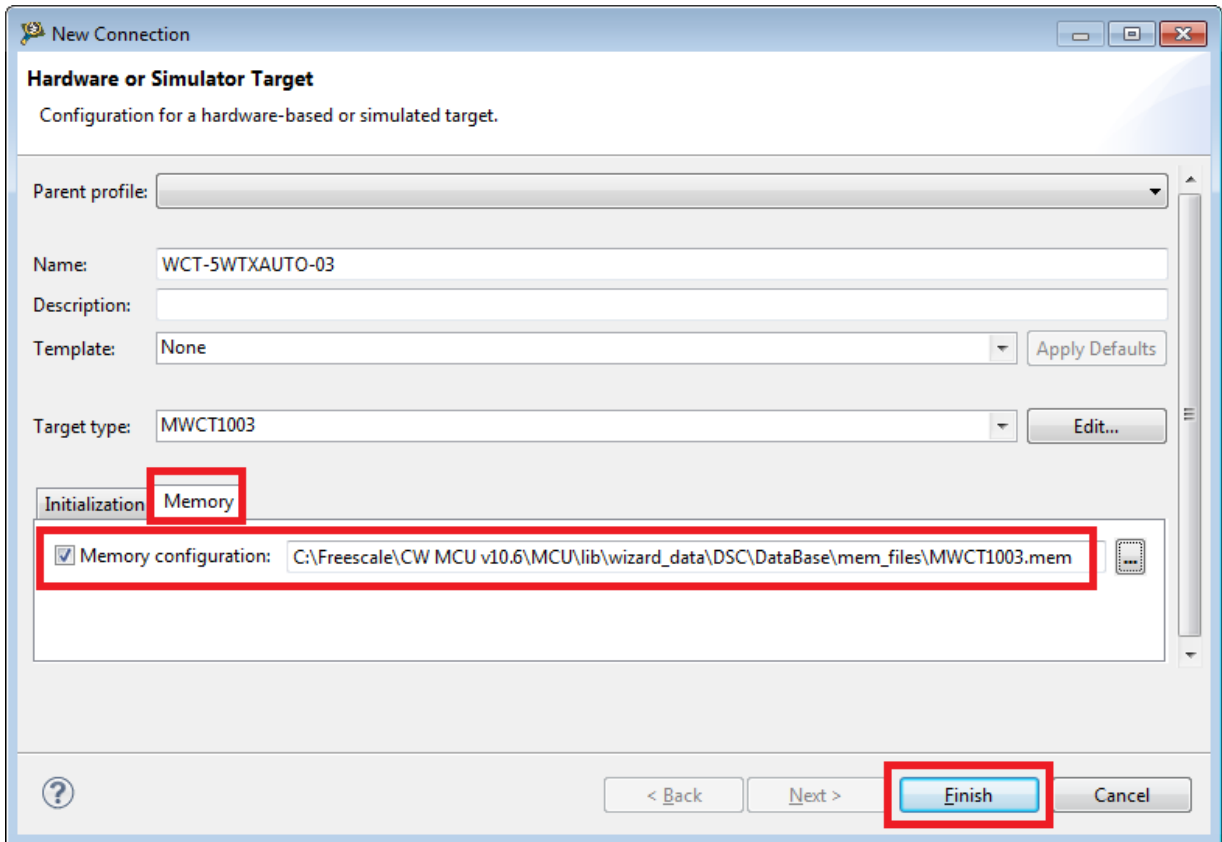 New Connection
Hardware or Simulator Target
Configuration for a hardware-based or simulated target.
Parent profile:
Name: WCT-5WTXAUTO-03
Description:
Template: None Apply Defaults
Target type: MWCT1003 Edit...
Initialization Memory
Memory configuration: C:\Freescale\CW MCU v10.6\MCU\lib\wizard_data\DSC\DataBase\mem_files\MWCT1003.mem ...
? < Back Next > Finish Cancel